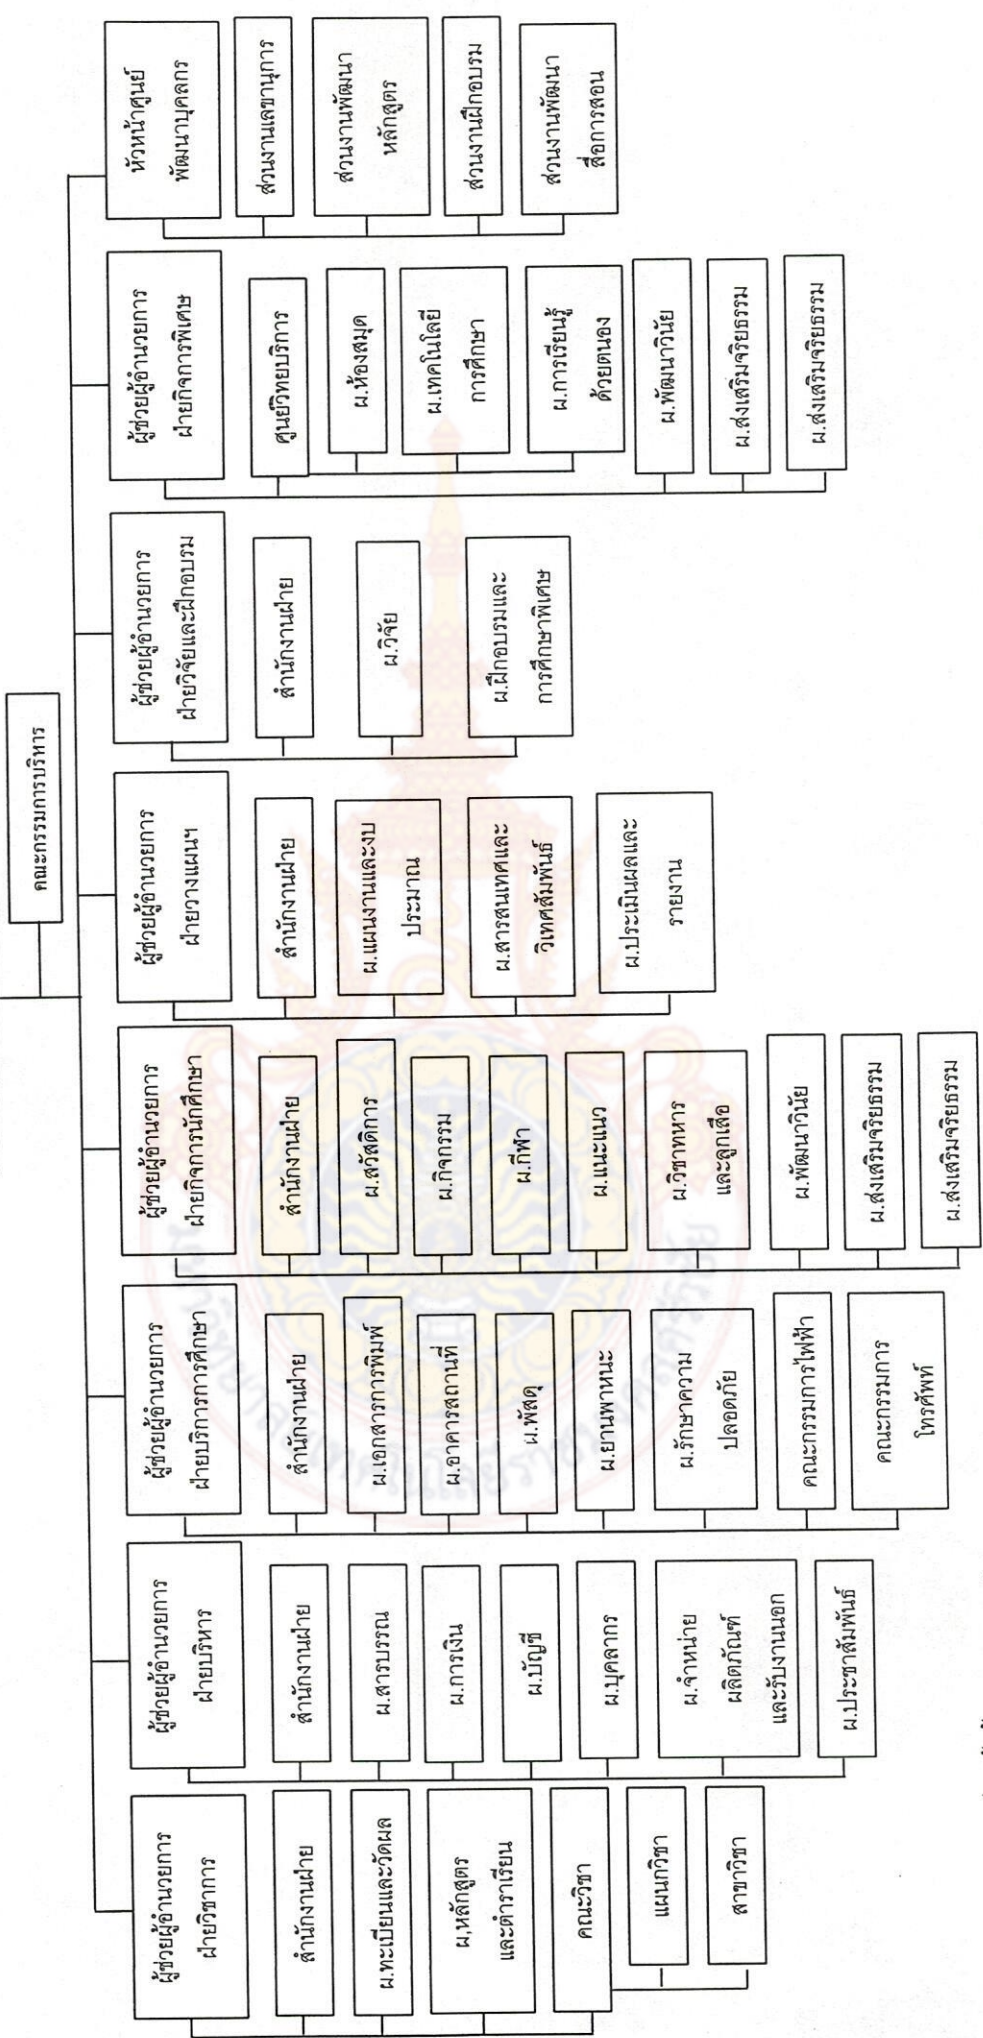 คณะกรรมการบริหาร
ผู้ช่วยผู้อำนวยการ
ฝ่ายวิชาการ
สำนักงานฝ่าย
ผ.ทะเบียนและวัดผล
ผ,หลักสูตร
และตำราเรียน
คณะวิชา
แผนกวิชา
สาขาวิชา
ผู้ช่วยผู้อำนวยการ
ฝ่ายบริหาร
สำนักงานฝ่าย
ผ.สารบรรณ
ผ.การเงิน
ผ.บัญชี
ผ.บุคลากร
ผ.จำหน่าย
ผลิตภัณฑ์
และรับงานนอก
ผ.ประชาสัมพันธ์
ผู้ช่วยผู้อำนวยการ
ฝ่ายบริการการศึกษา
สำนักงานฝ่าย
ผ.เอกสารการพิมพ์
ผ.อาคารสถานที่
ผ.พัสดุ
ผ.ยานพาหนะ
ผ.รักษาความ
ปลอดภัย
คณะกรรมการไฟฟ้า
คณะกรรมการ
โทรศัพท์
ผู้ช่วยผู้อำนวยการ
ฝ่ายกิจการนักศึกษา
สำนักงานฝ่าย
ผ.สวัสดิการ
ผ.กิจกรรม
ผ.กีฬา
ผ.แนะแนว
ผ.วิชาทหาร
และลูกเสือ
ผ.พัฒนาวินัย
ผ.ส่งเสริมจริยธรรม
ผ.ส่งเสริมจริยธรรม
ผู้ช่วยผู้อำนวยการ
ฝ่ายวางแผนฯ
สำนักงานฝ่าย
ผ.แผนงานและงบ
ประมาณ
ผ.สารสนเทศและ
วิเทศสัมพันธ์
ผ.ประเมินผลและ
รายงาน
ผู้ช่วยผู้อำนวยการ
ฝ่ายวิจัยและฝึกอบรม
สำนักงานฝ่าย
ผ.วิจัย
ผ.ฝึกอบรมและ
การศึกษาพิเศษ
ผู้ช่วยผู้อำนวยการ
ฝ่ายกิจการพิเศษ
ศูนย์วิทยบริการ
ผ.ห้องสมุด
ผ.เทคโนโลยี
การศึกษา
ผ.การเรียนรู้
ด้วยตนเอง
ผ.พัฒนาวินัย
ผ.ส่งเสริมจริยธรรม
ผ.ส่งเสริมจริยธรรม
หัวหน้าศูนย์
พัฒนาบุคลกร
ส่วนงานเลขานุการ
ส่วนงานพัฒนา
หลักสูตร
ส่วนงานฝึกอบรม
ส่วนงานพัฒนา
สื่อการสอน